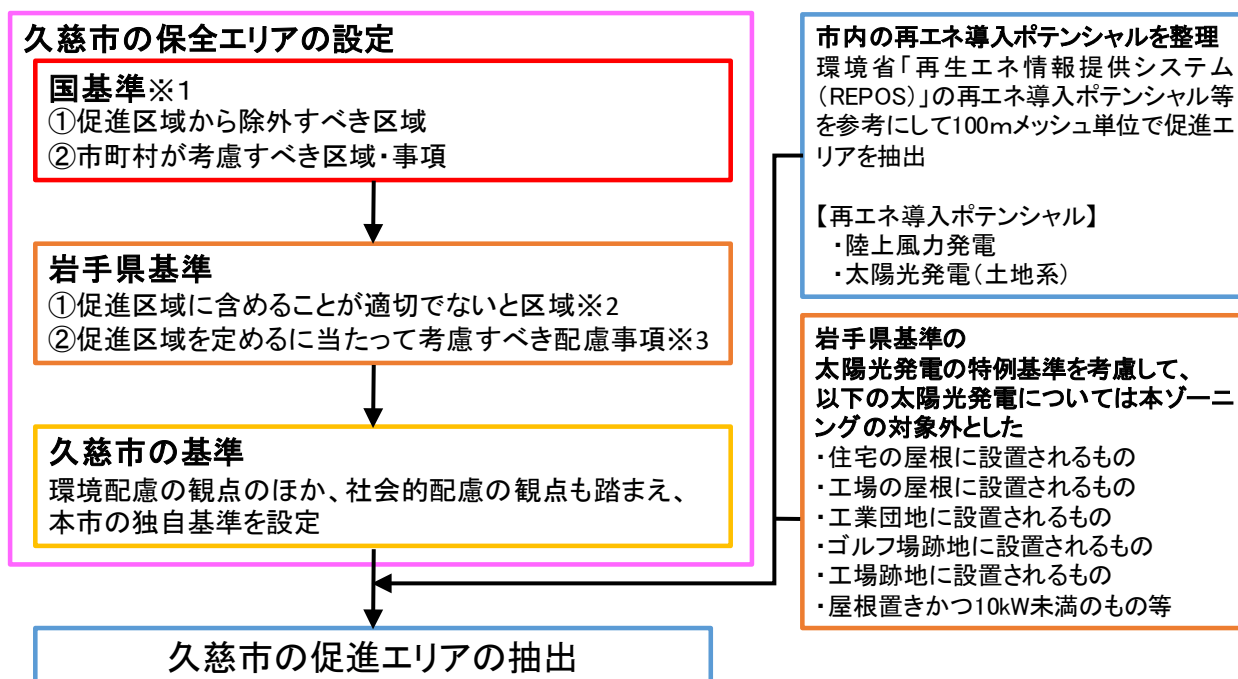 久慈市の保全エリアの設定
国基準※1
①促進区域から除外すべき区域
②市町村が考慮すべき区域・事項
岩手県基準
①促進区域に含めることが適切でないと区域※2
②促進区域を定めるに当たって考慮すべき配慮事項※3
久慈市の基準
環境配慮の観点のほか、社会的配慮の観点も踏まえ、
本市の独自基準を設定
久慈市の促進エリアの抽出
市内の再エネ導入ポテンシャルを整理
環境省「再生エネ情報提供システム
(REPOS)」の再エネ導入ポテンシャル等
を参考にして100mメッシュ単位で促進エ
リアを抽出
【再エネ導入ポテンシャル】
・陸上風力発電
・太陽光発電(土地系)
岩手県基準の
太陽光発電の特例基準を考慮して、
以下の太陽光発電については本ゾーニ
ングの対象外とした
・住宅の屋根に設置されるもの
・工場の屋根に設置されるもの
・工業団地に設置されるもの
・ゴルフ場跡地に設置されるもの
・工場跡地に設置されるもの
・屋根置きかつ10kW未満のもの等